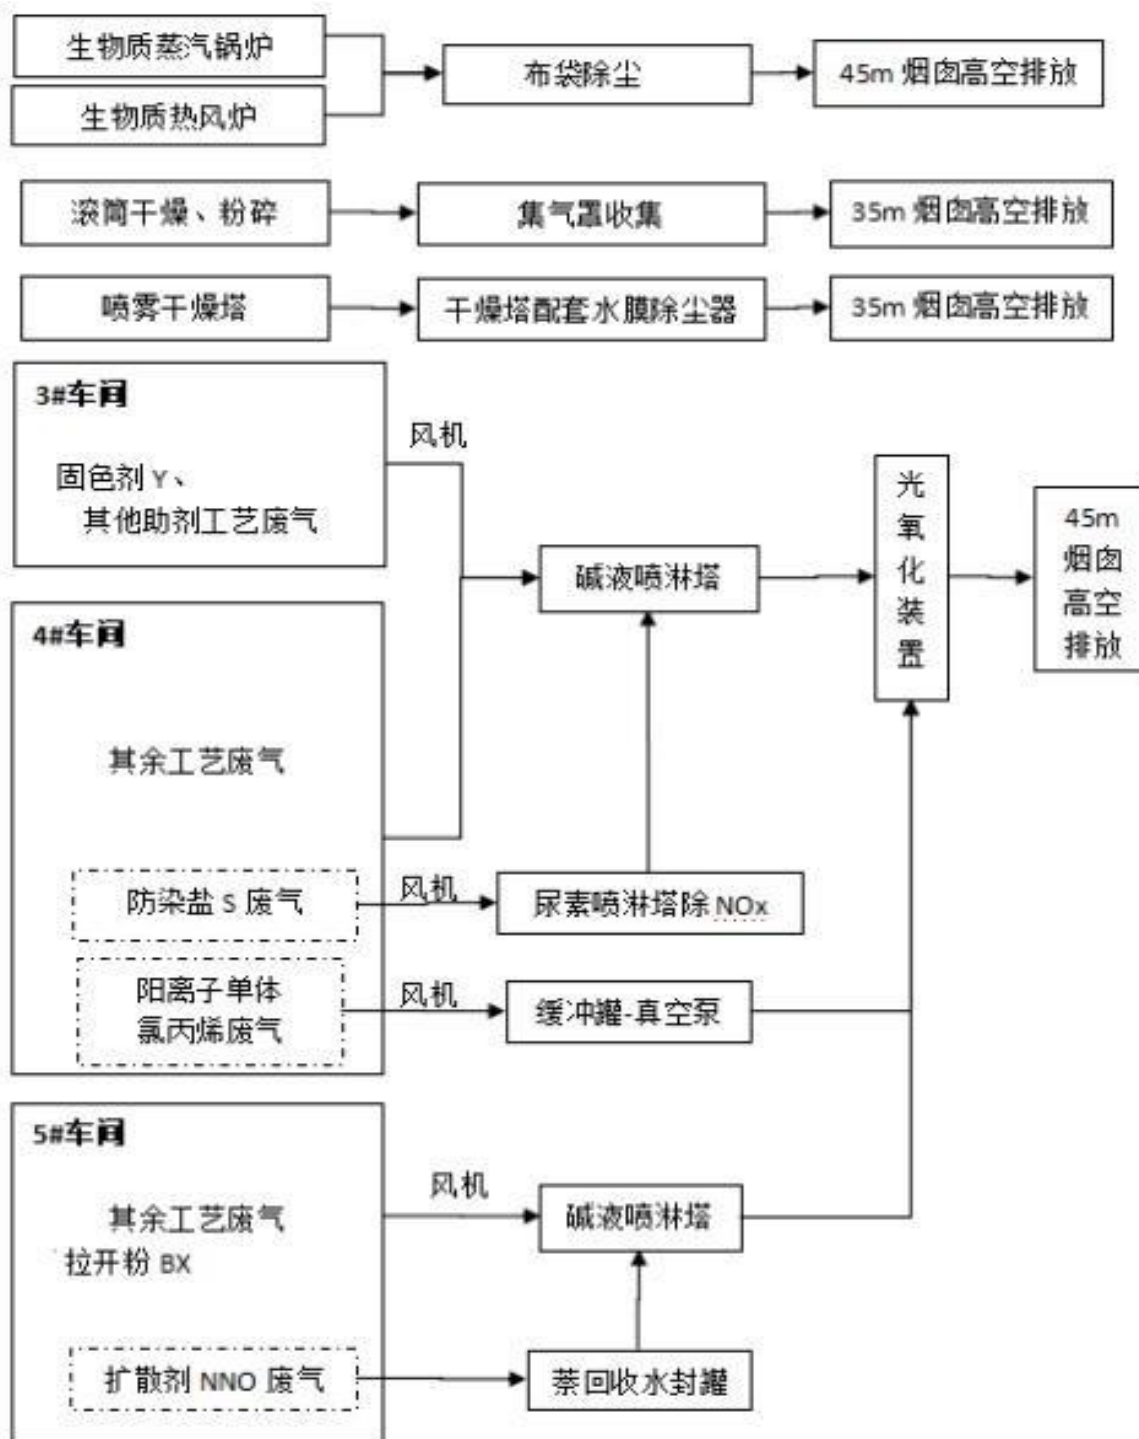 生物质蒸汽锅炉
生物质热风炉
布袋除尘
45m 烟囱高空排放
滚筒干燥、粉碎
集气罩收集
35m 烟囱高空排放
喷雾干燥塔
干燥塔配套水膜除尘器
35m 烟囱高空排放
3#车间
固色剂 Y、
其他助剂工艺废气
风机
碱液喷淋塔
光
氧
化
装
置
45m
烟囱
高空
排放
4#车间
其余工艺废气
防染盐 S 废气
风机
尿素喷淋塔除 NOx
阳离子单体
氯丙烯废气
风机
缓冲罐-真空泵
5#车间
其余工艺废气
拉开粉 BX
风机
碱液喷淋塔
扩散剂 NNO 废气
萘回收水封罐